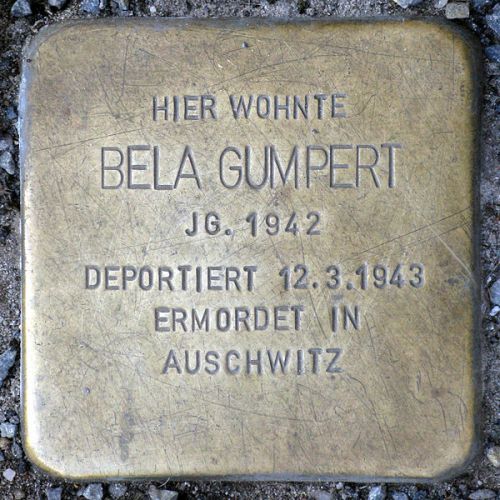 HIER WOHNTE
BELA GUMPERT
JG. 1942
DEPORTIERT 12.3.1943
ERMORDET IN
AUSCHWITZ